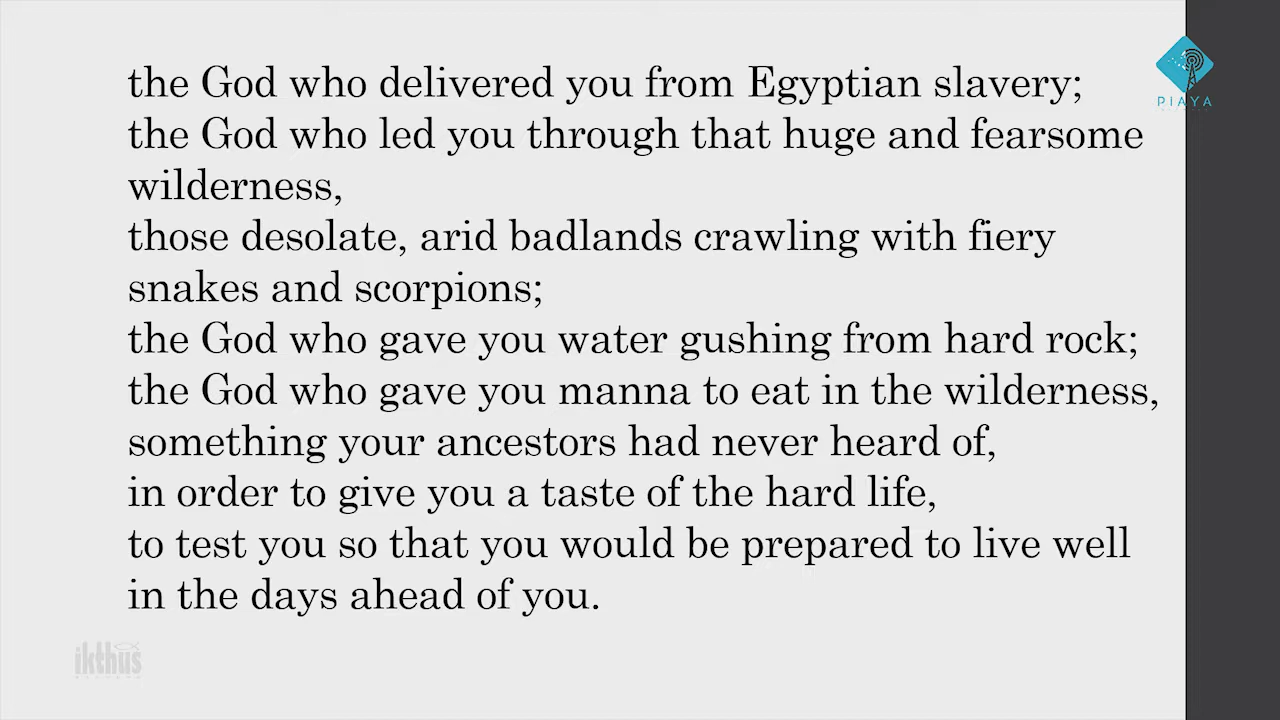 the God who delivered you from Egyptian slavery;
the God who led you through that huge and fearsome
wilderness,
those desolate, arid badlands crawling with fiery
snakes and scorpions;
the God who gave you water gushing from hard rock;
the God who gave you manna to eat in the wilderness,
something your ancestors had never heard of,
in order to give you a taste of the hard life,
to test you so that you would be prepared to live well
in the days ahead of you.
PIAYA
ikthus